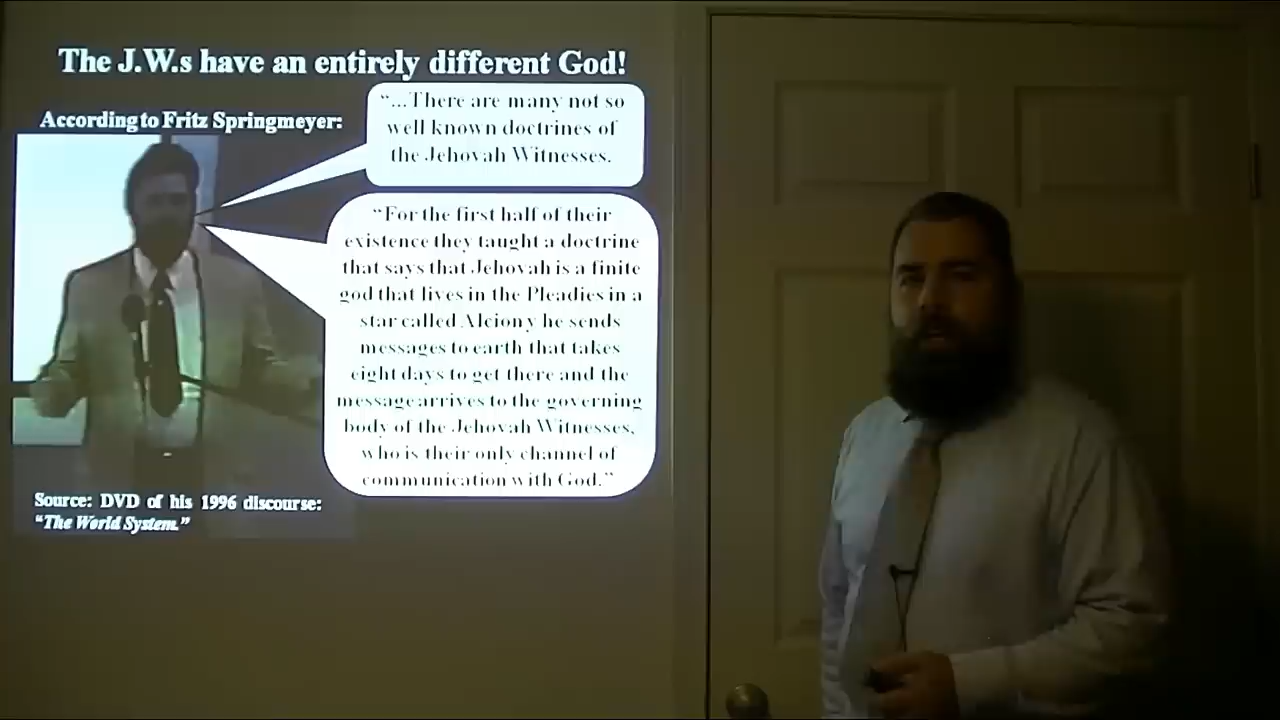 The J.W.s have an entirely different God!
According to Fritz Springmeyer:
“...There are many not so
well known doctrines of
the Jehovah Witnesses.
“For the first half of their
existence they taught a doctrine
that says that Jehovah is a finite
god that lives in the Pleadies in a
star called Alciony he sends
messages to earth that takes
eight days to get there and the
message arrives to the governing
body of the Jehovah Witnesses,
who is their only channel of
communication with God.”
Source: DVD of his 1996 discourse:
“The World System.”